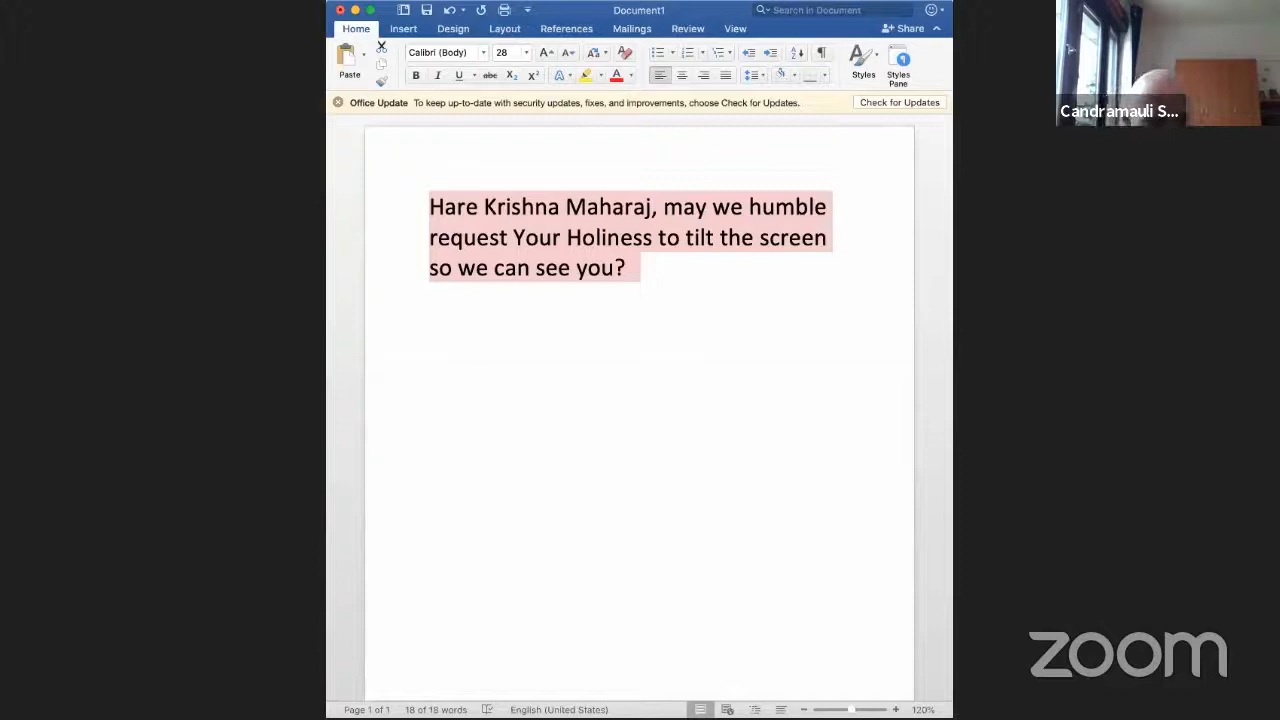 Document1
Search in Document
Home Insert Design Layout References Mailings Review View Share
Paste
Calibri (Body) 28
Styles
Styles Pane
Office Update To keep up-to-date with security updates, fixes, and improvements, choose Check for Updates. Check for Updates
Candramauli S...
Hare Krishna Maharaj, may we humble
request Your Holiness to tilt the screen
so we can see you?
zoom
Page 1 of 1 18 of 18 words English (United States) 120%